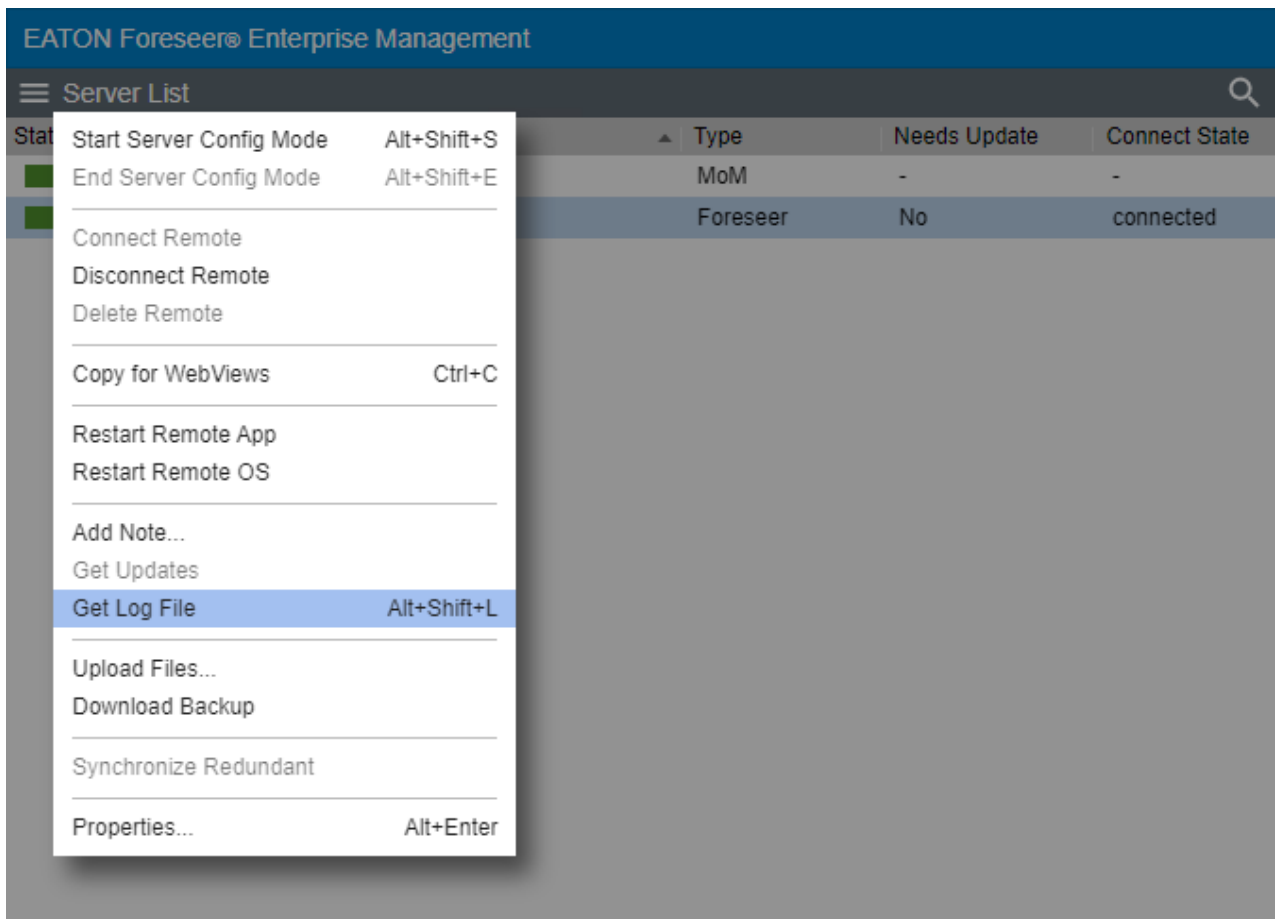 EATON Foreseer® Enterprise Management
Server List
Stat Type Needs Update Connect State
Start Server Config Mode Alt+Shift+S
End Server Config Mode Alt+Shift+E
MoM - -
Foreseer No connected
Connect Remote
Disconnect Remote
Delete Remote
Copy for WebViews Ctrl+C
Restart Remote App
Restart Remote OS
Add Note...
Get Updates
Get Log File Alt+Shift+L
Upload Files...
Download Backup
Synchronize Redundant
Properties... Alt+Enter